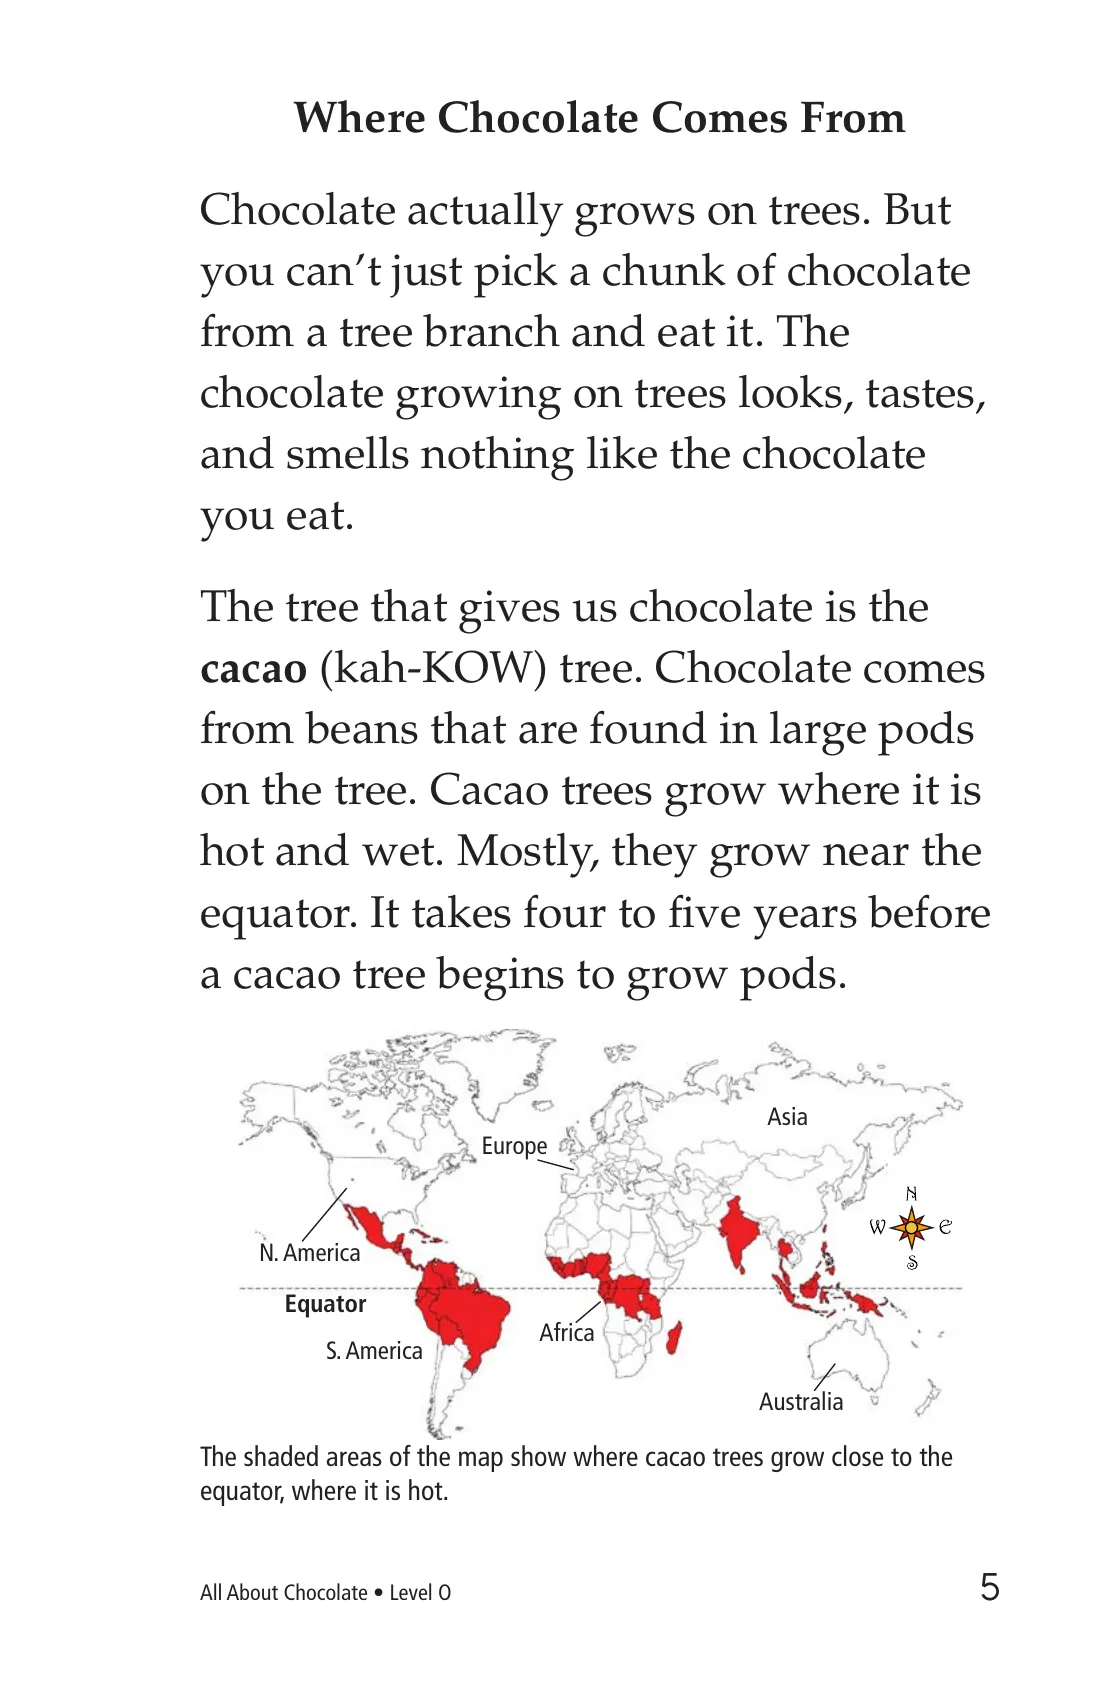 Where Chocolate Comes From
Chocolate actually grows on trees. But
you can’t just pick a chunk of chocolate
from a tree branch and eat it. The
chocolate growing on trees looks, tastes,
and smells nothing like the chocolate
you eat.
The tree that gives us chocolate is the
cacao (kah-KOW) tree. Chocolate comes
from beans that are found in large pods
on the tree. Cacao trees grow where it is
hot and wet. Mostly, they grow near the
equator. It takes four to five years before
a cacao tree begins to grow pods.
Asia
Europe
N
W E
S
N. America
Equator
Africa
S. America
Australia
The shaded areas of the map show where cacao trees grow close to the
equator, where it is hot.
All About Chocolate • Level O 5